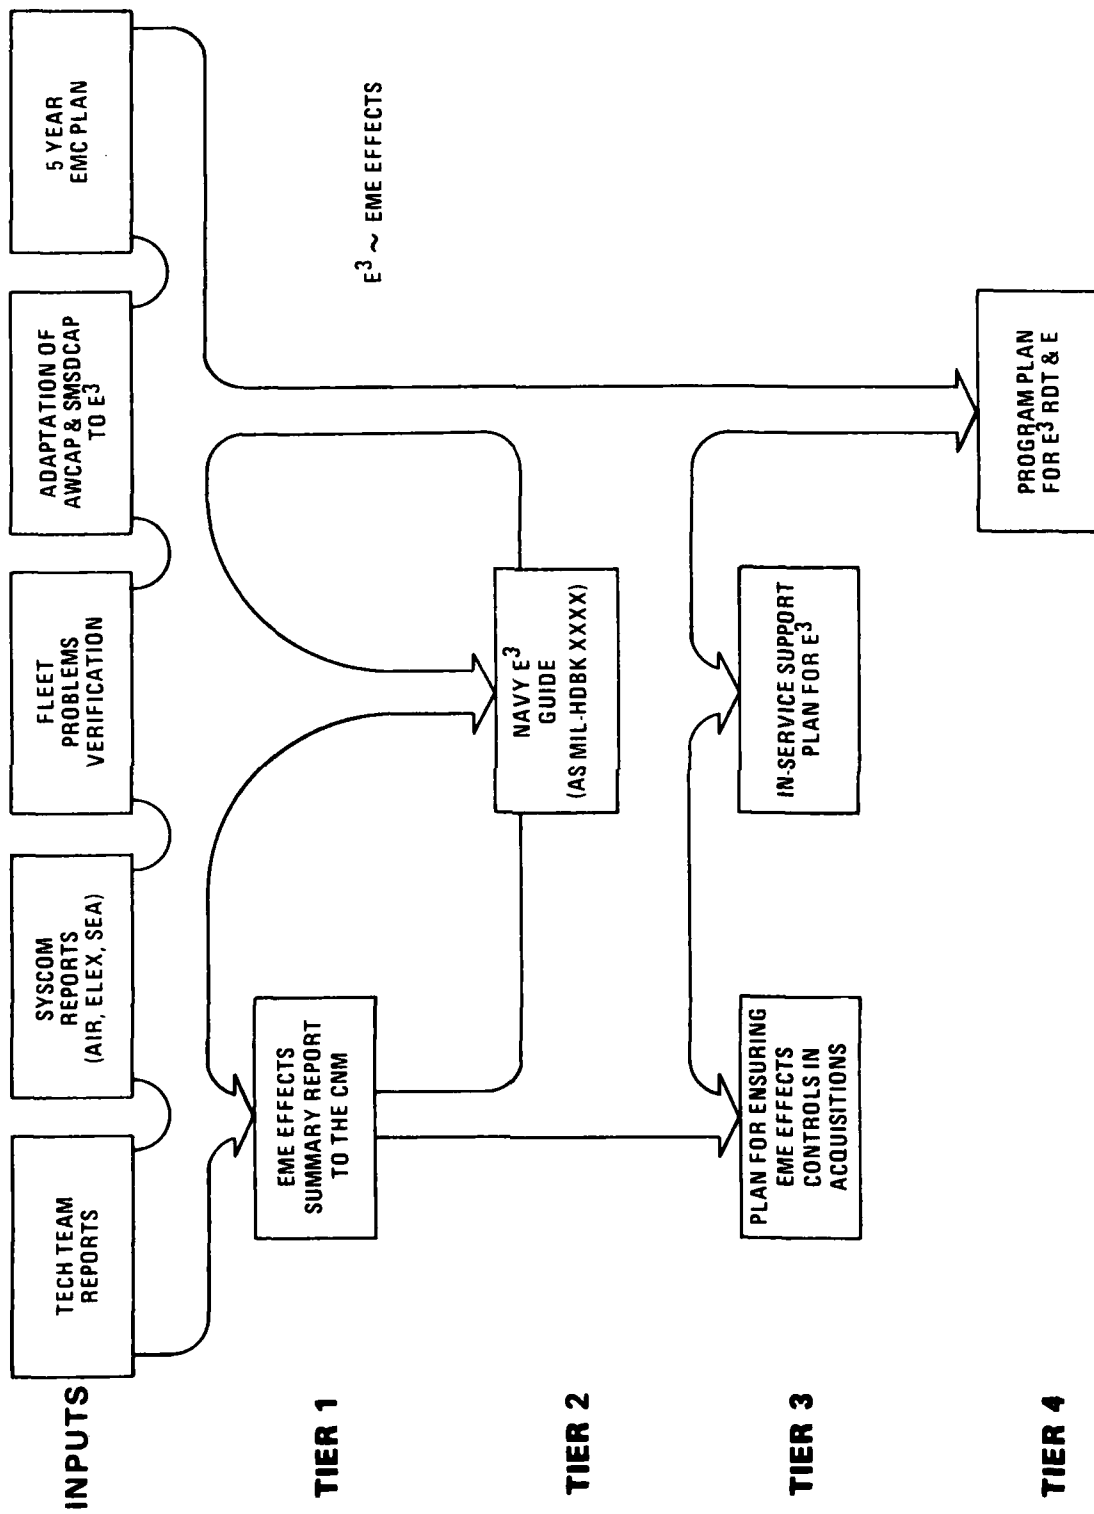 INPUTS
TECH TEAM
REPORTS
SYSCOM
REPORTS
(AIR, ELEX, SEA)
FLEET
PROBLEMS
VERIFICATION
ADAPTATION OF
AWCAP & SMSDCAP
TO E³
5 YEAR
EMC PLAN
TIER 1
EME EFFECTS
SUMMARY REPORT
TO THE CNM
E³ ~ EME EFFECTS
TIER 2
NAVY E³
GUIDE
(AS MIL-HDBK XXXX)
TIER 3
PLAN FOR ENSURING
EME EFFECTS
CONTROLS IN
ACQUISITIONS
IN-SERVICE SUPPORT
PLAN FOR E³
TIER 4
PROGRAM PLAN
FOR E³ RDT & E